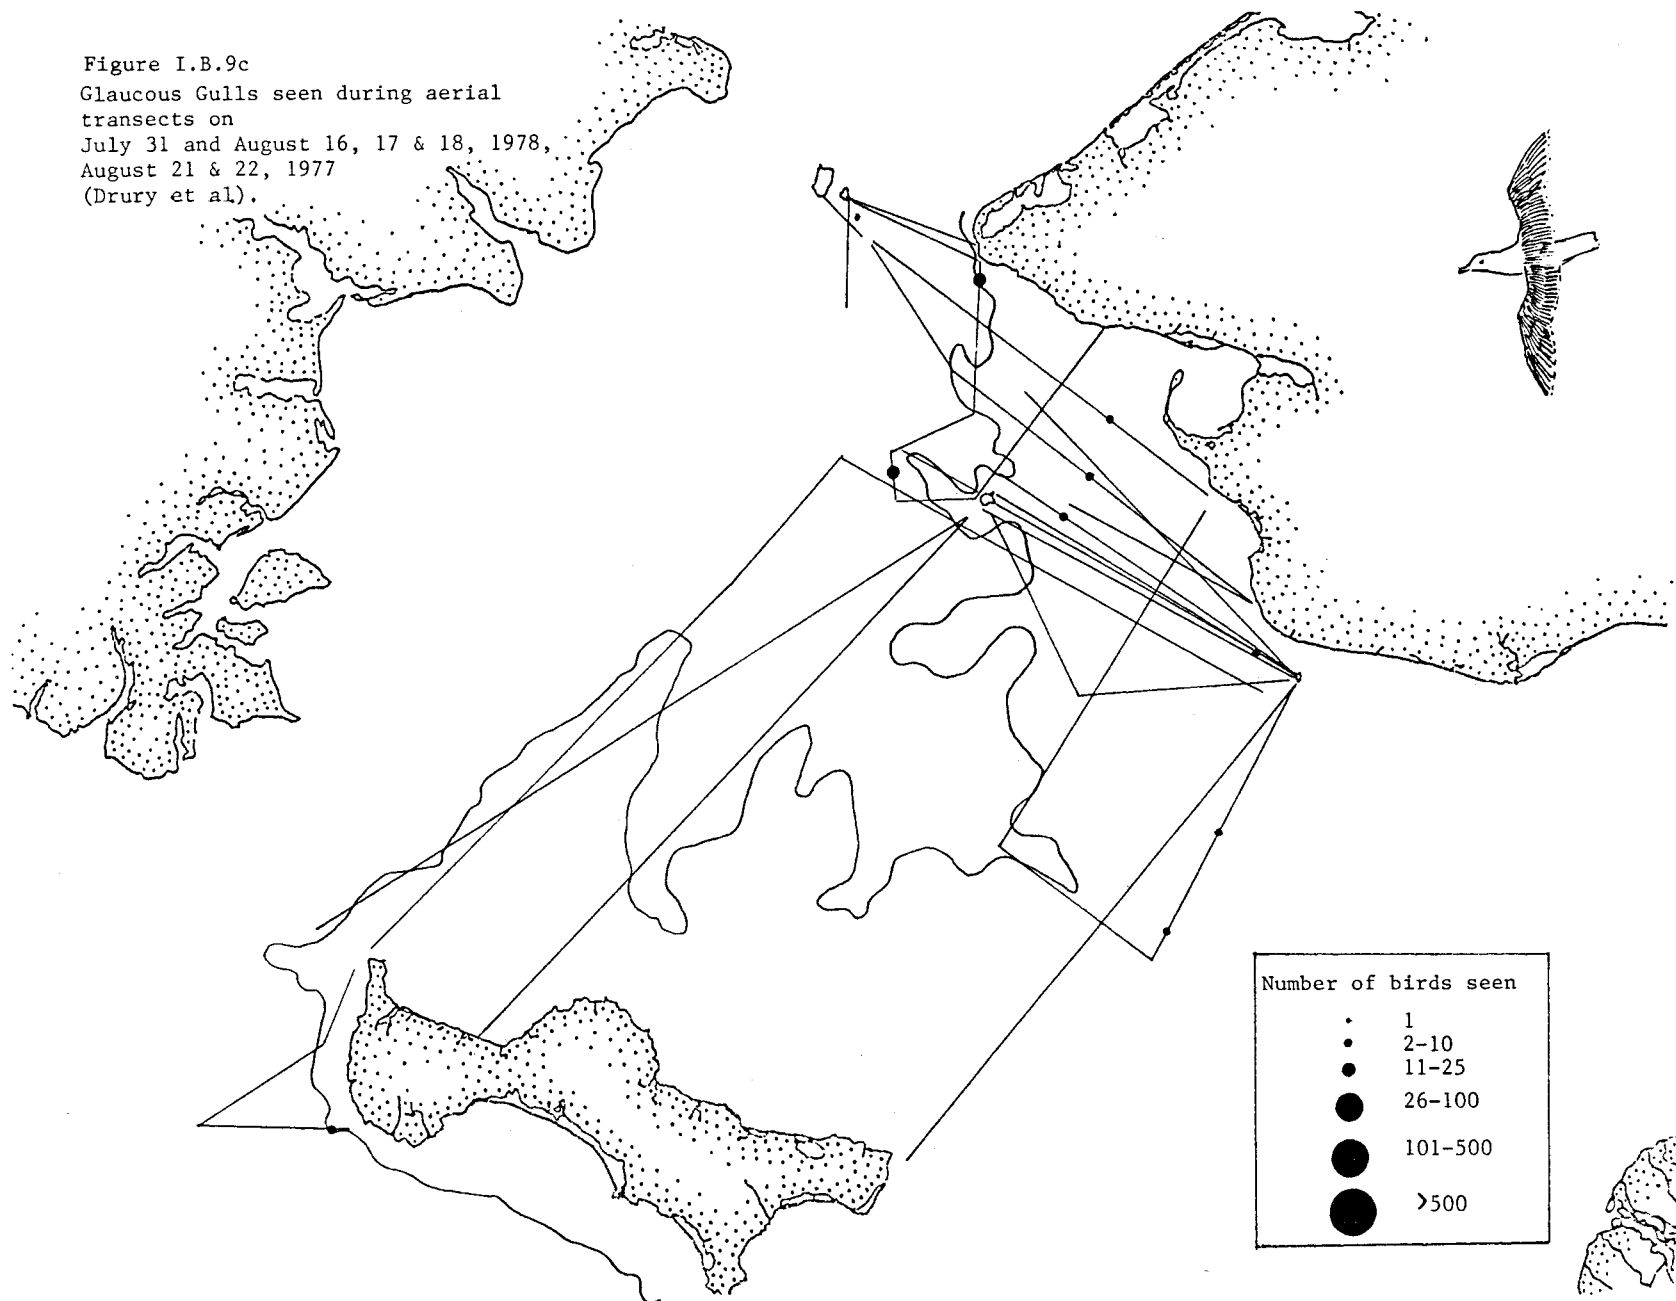 Figure I.B.9c
Glaucous Gulls seen during aerial
transects on
July 31 and August 16, 17 & 18, 1978,
August 21 & 22, 1977
(Drury et al).
Number of birds seen
1
2-10
11-25
26-100
101-500
>500